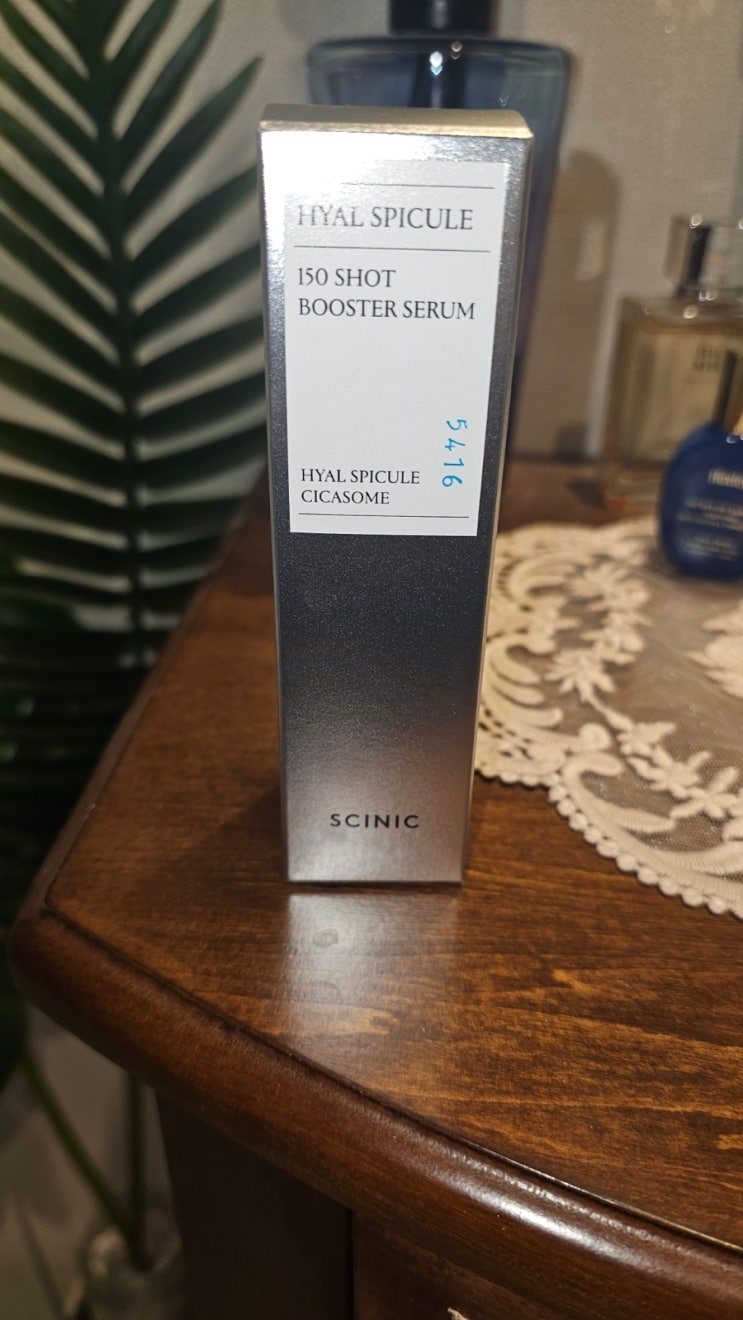 HYAL SPICULE
150 SHOT
BOOSTER SERUM
5416
HYAL SPICULE
CICASOME
SCINIC